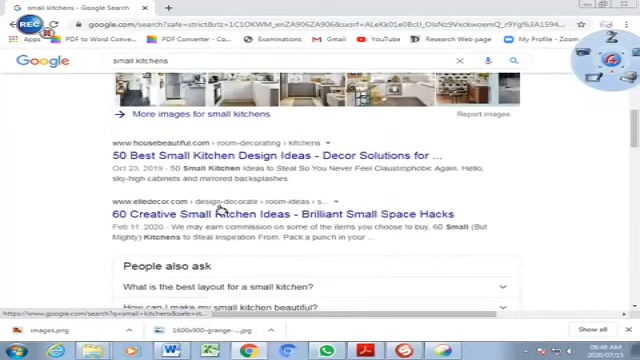 small kitchens - Google Search
google.com/search?safe=strict&rlz=1C1OKWM_enZA906ZA906&sxsrf=
REC
Apps
PDF to Word Conve...
PDF Converter - C...
Examinations
Gmail
YouTube
Research Web page
My Profile - Zoom
Google
small kitchens
More images for small kitchens
Report images
www.housebeautiful.com › room-decorating › kitchens
50 Best Small Kitchen Design Ideas - Decor Solutions for ...
Oct 23, 2019 - 50 Small Kitchen Ideas to Steal So You Never Feel Claustrophobic Again. Hello,
sky-high cabinets and mirrored backsplashes.
www.elledecor.com › design-decorate › room-ideas › s...
60 Creative Small Kitchen Ideas - Brilliant Small Space Hacks
Feb 11, 2020 - We may earn commission on some of the items you choose to buy. 60 Small (But
Mighty) Kitchens to Steal Inspiration From. Pack a punch in your ...
People also ask
What is the best layout for a small kitchen?
How can I make my small kitchen beautiful?
https://www.google.com/search?q=small+kitchens&safe=st...
images.png
1600x900-grange-....jpg
Show all
08:48 AM
2020/07/15